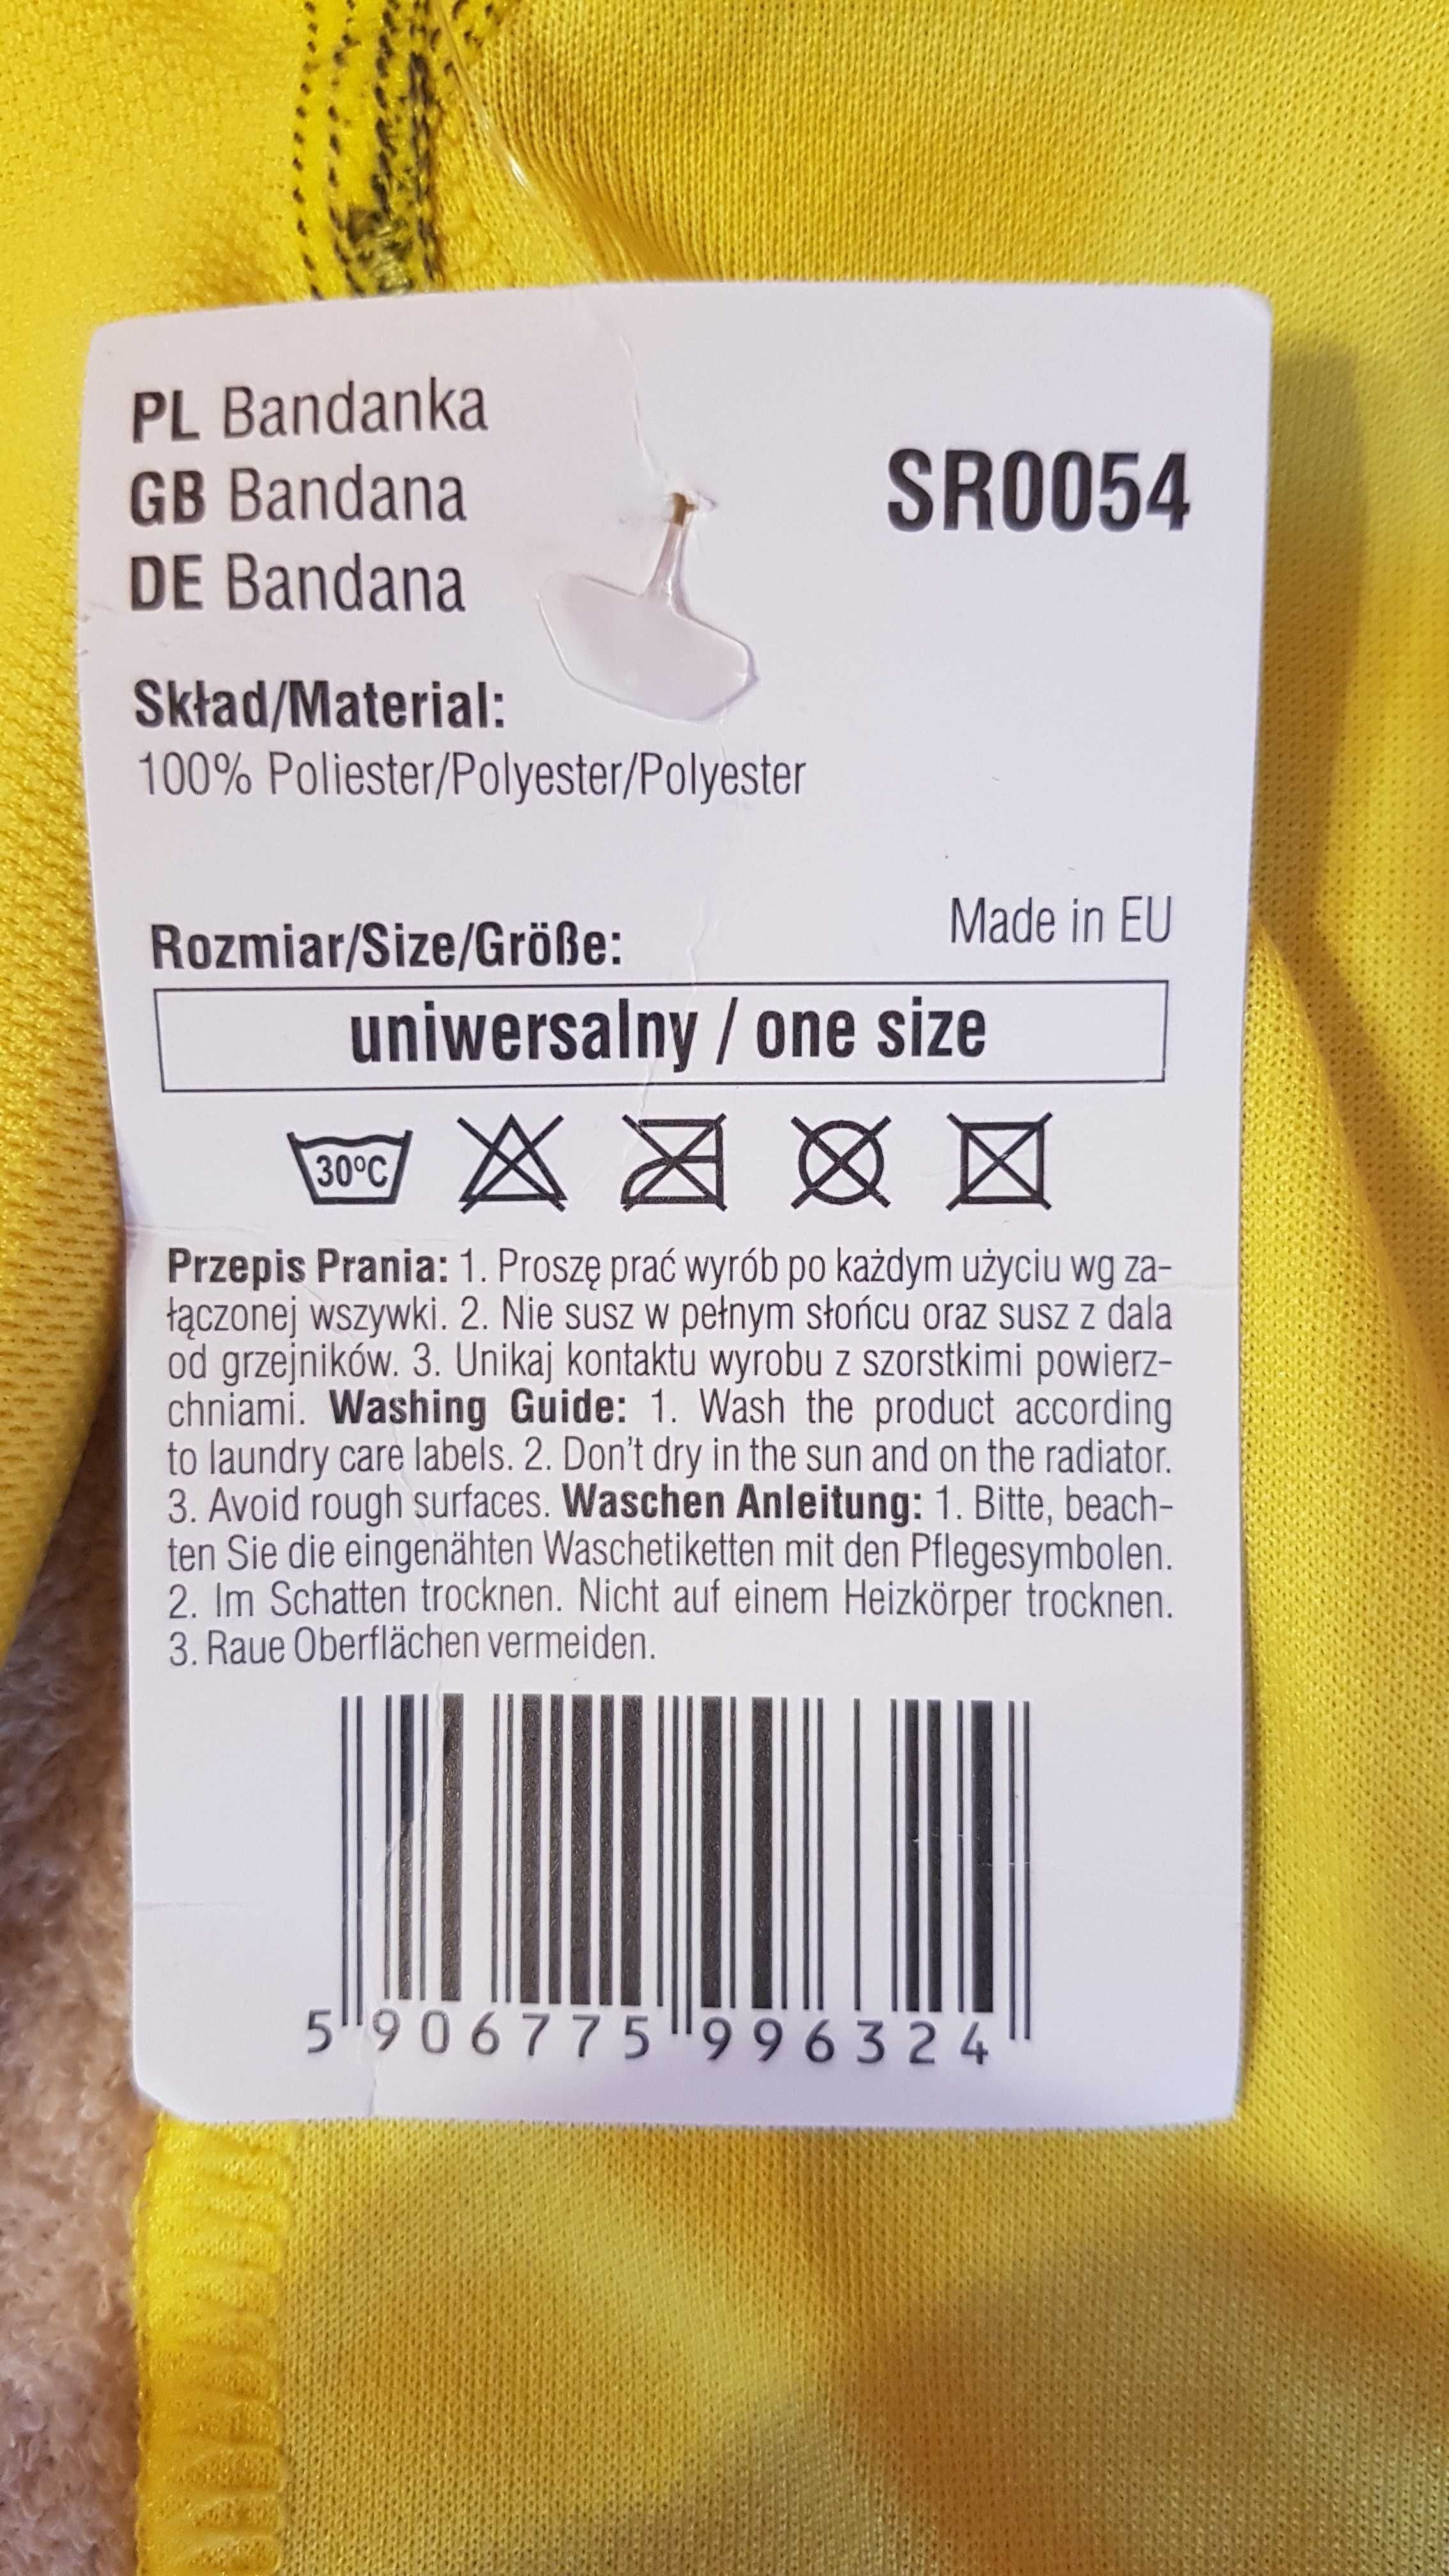 PL Bandanka
GB Bandana
DE Bandana
SR0054
Skład/Material:
100% Poliester/Polyester/Polyester
Made in EU
Rozmiar/Size/Größe:
uniwersalny / one size
30ºC
Przepis Prania: 1. Proszę prać wyrób po każdym użyciu wg za-
łączonej wszywki. 2. Nie susz w pełnym słońcu oraz susz z dala
od grzejników. 3. Unikaj kontaktu wyrobu z szorstkimi powierz-
chniami. Washing Guide: 1. Wash the product according
to laundry care labels. 2. Don't dry in the sun and on the radiator.
3. Avoid rough surfaces. Waschen Anleitung: 1. Bitte, beach-
ten Sie die eingenähten Waschetiketten mit den Pflegesymbolen.
2. Im Schatten trocknen. Nicht auf einem Heizkörper trocknen.
3. Raue Oberflächen vermeiden.
5 906775 996324